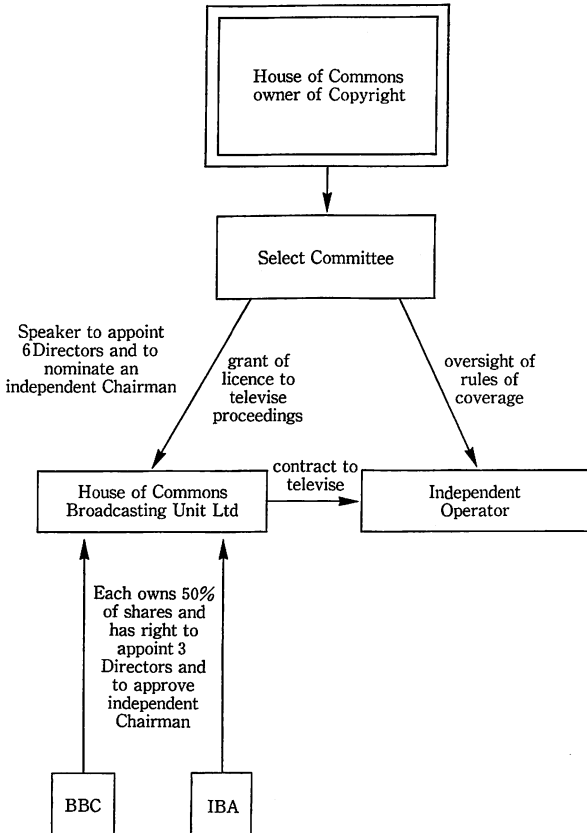 House of Commons
owner of Copyright
Select Committee
Speaker to appoint
6 Directors and to
nominate an
independent Chairman
grant of
licence to
televise
proceedings
oversight of
rules of
coverage
House of Commons
Broadcasting Unit Ltd
contract to
televise
Independent
Operator
Each owns 50%
of shares and
has right to
appoint 3
Directors and
to approve
independent
Chairman
BBC
IBA